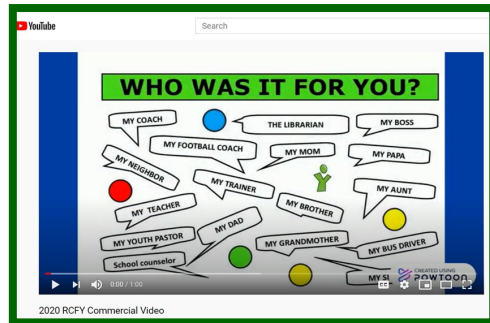 YouTube
Search
WHO WAS IT FOR YOU?
MY COACH
THE LIBRARIAN
MY BOSS
MY FOOTBALL COACH
MY MOM
MY PAPA
MY NEIGHBOR
MY TRAINER
MY AUNT
MY TEACHER
MY BROTHER
MY DAD
MY YOUTH PASTOR
MY GRANDMOTHER
MY BUS DRIVER
School counselor
MY
CREATED USING
POWTOON
0:00 / 1:00
2020 RCFY Commercial Video